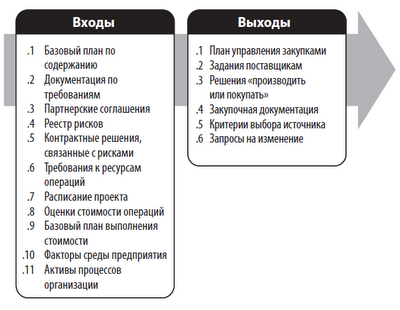 Входы
.1 Базовый план по
содержанию
.2 Документация по
требованиям
.3 Партнерские соглашения
.4 Реестр рисков
.5 Контрактные решения,
связанные с рисками
.6 Требования к ресурсам
операций
.7 Расписание проекта
.8 Оценки стоимости операций
.9 Базовый план выполнения
стоимости
.10 Факторы среды предприятия
.11 Активы процессов
организации
Выходы
.1 План управления закупками
.2 Задания поставщикам
.3 Решения «производить
или покупать»
.4 Закупочная документация
.5 Критерии выбора источника
.6 Запросы на изменение